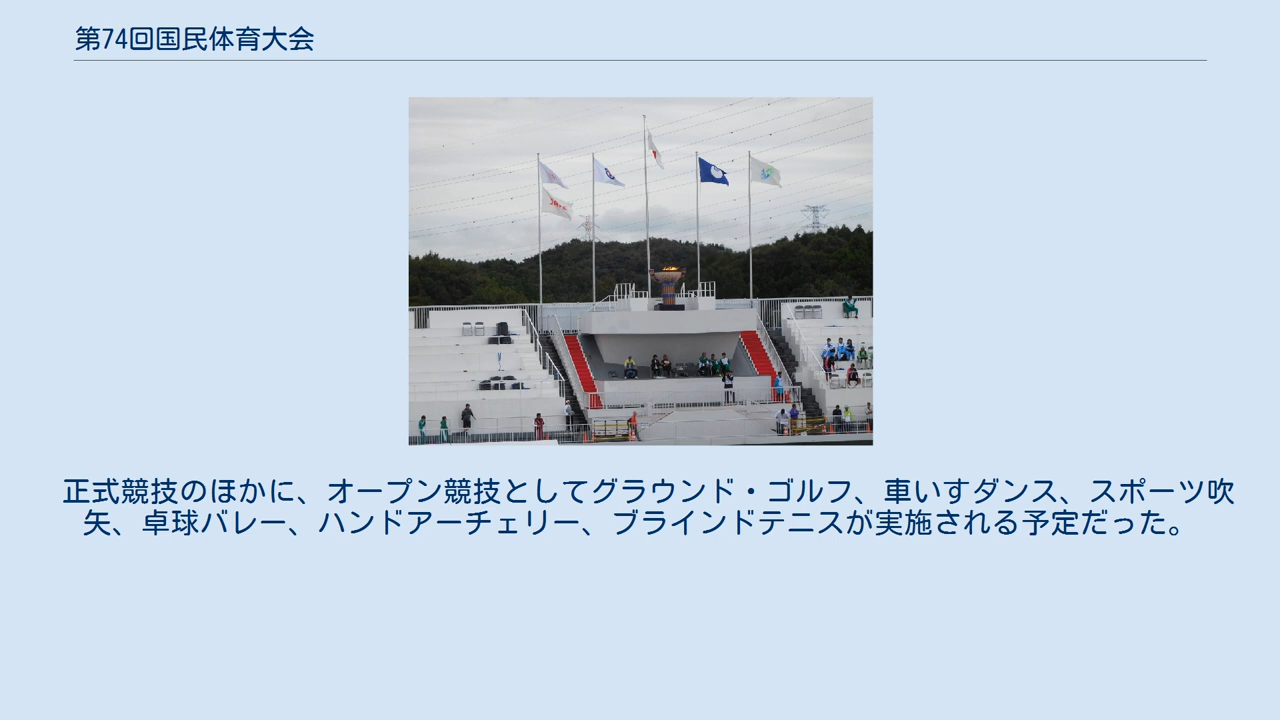 第74回国民体育大会
正式競技のほかに、オープン競技としてグラウンド・ゴルフ、車いすダンス、スポーツ吹
矢、卓球バレー、ハンドアーチェリー、ブラインドテニスが実施される予定だった。